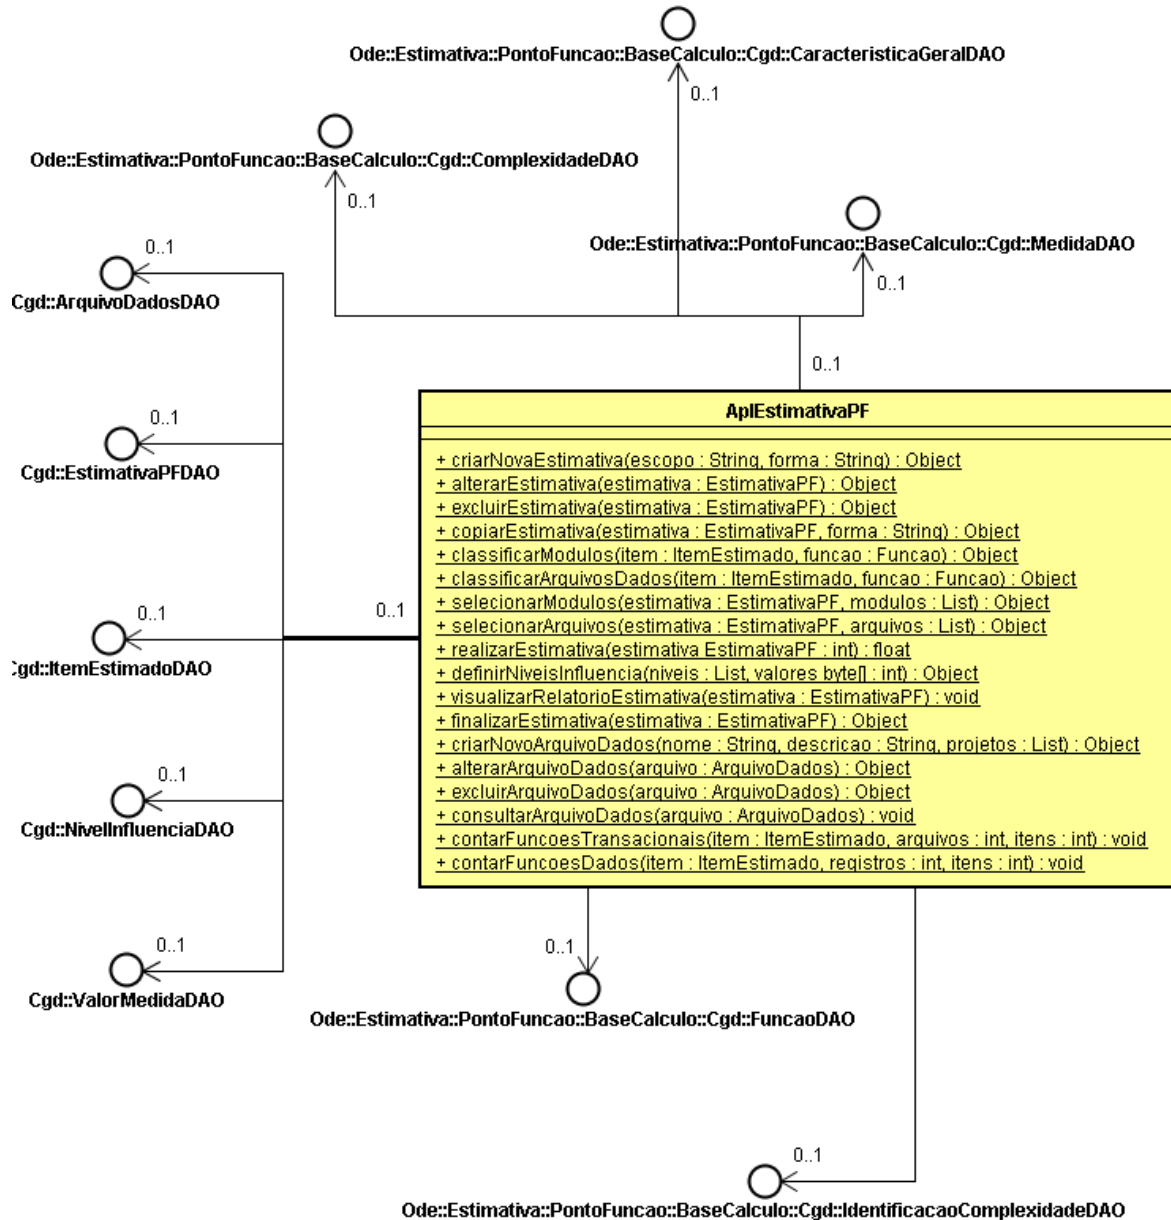 Ode::Estimativa::PontoFuncao::BaseCalculo::Cgd::CaracteristicaGeralDAO
0..1
Ode::Estimativa::PontoFuncao::BaseCalculo::Cgd::ComplexidadeDAO
0..1
Ode::Estimativa::PontoFuncao::BaseCalculo::Cgd::MedidaDAO
0..1
0..1
Cgd::ArquivoDadosDAO
0..1
AplEstimativaPF
0..1
Cgd::EstimativaPFDAO
+ criarNovaEstimativa(escopo : String, forma : String) : Object
+ alterarEstimativa(estimativa : EstimativaPF) : Object
+ excluirEstimativa(estimativa : EstimativaPF) : Object
+ copiarEstimativa(estimativa : EstimativaPF, forma : String) : Object
+ classificarModulos(item : ItemEstimado, funcao : Funcao) : Object
+ classificarArquivosDados(item : ItemEstimado, funcao : Funcao) : Object
+ selecionarModulos(estimativa : EstimativaPF, modulos : List) : Object
+ selecionarArquivos(estimativa : EstimativaPF, arquivos : List) : Object
+ realizarEstimativa(estimativa EstimativaPF : int) : float
+ definirNiveisInfluencia(niveis : List, valores byte[] : int) : Object
+ visualizarRelatorioEstimativa(estimativa : EstimativaPF) : void
+ finalizarEstimativa(estimativa : EstimativaPF) : Object
+ criarNovoArquivoDados(nome : String, descricao : String, projetos : List) : Object
+ alterarArquivoDados(arquivo : ArquivoDados) : Object
+ excluirArquivoDados(arquivo : ArquivoDados) : Object
+ consultarArquivoDados(arquivo : ArquivoDados) : void
+ contarFuncoesTransacionais(item : ItemEstimado, arquivos : int, itens : int) : void
+ contarFuncoesDados(item : ItemEstimado, registros : int, itens : int) : void
0..1
0..1
Cgd::ItemEstimadoDAO
0..1
Cgd::NivelInfluenciaDAO
0..1
Cgd::ValorMedidaDAO
0..1
Ode::Estimativa::PontoFuncao::BaseCalculo::Cgd::FuncaoDAO
0..1
Ode::Estimativa::PontoFuncao::BaseCalculo::Cgd::IdentificacaoComplexidadeDAO